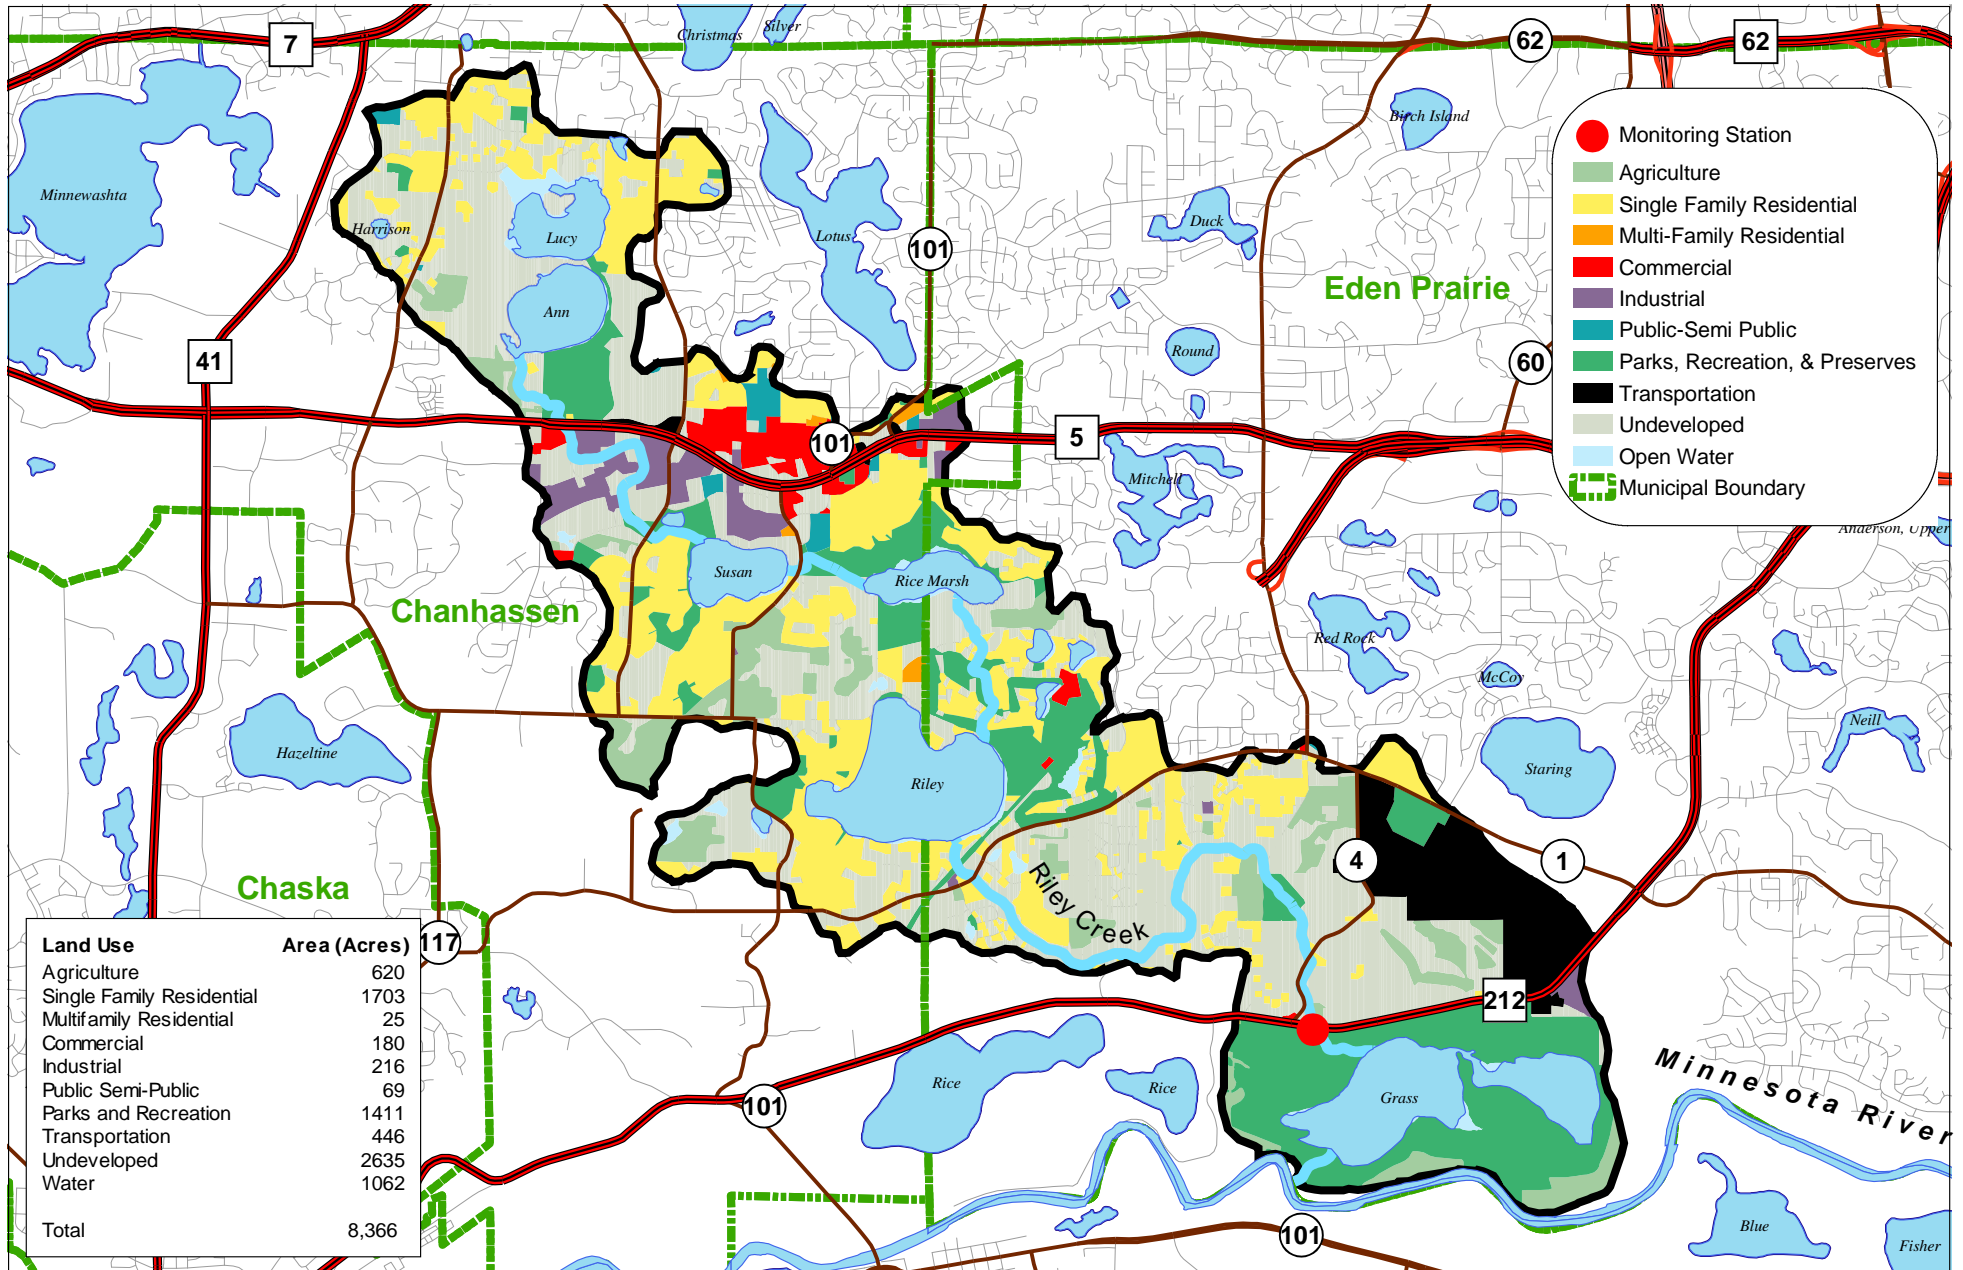 Christmas
Silver
7
62
62
Birch Island
Monitoring Station
Agriculture
Single Family Residential
Multi-Family Residential
Commercial
Industrial
Public-Semi Public
Parks, Recreation, & Preserves
Transportation
Undeveloped
Open Water
Municipal Boundary
Minnewashta
Harrison
Lucy
Lotus
101
Duck
Eden Prairie
Ann
Round
41
60
101
5
Mitchell
Anderson, Upper
Susan
Rice Marsh
Chanhassen
Red Rock
McCoy
Hazeltine
Neill
Riley
Staring
4
1
Chaska
Riley Creek
117
212
Land Use Area (Acres)
Agriculture 620
Single Family Residential 1703
Multifamily Residential 25
Commercial 180
Industrial 216
Public Semi-Public 69
Parks and Recreation 1411
Transportation 446
Undeveloped 2635
Water 1062
Total 8,366
Rice
Rice
Grass
Minnesota River
101
101
Blue
Fisher